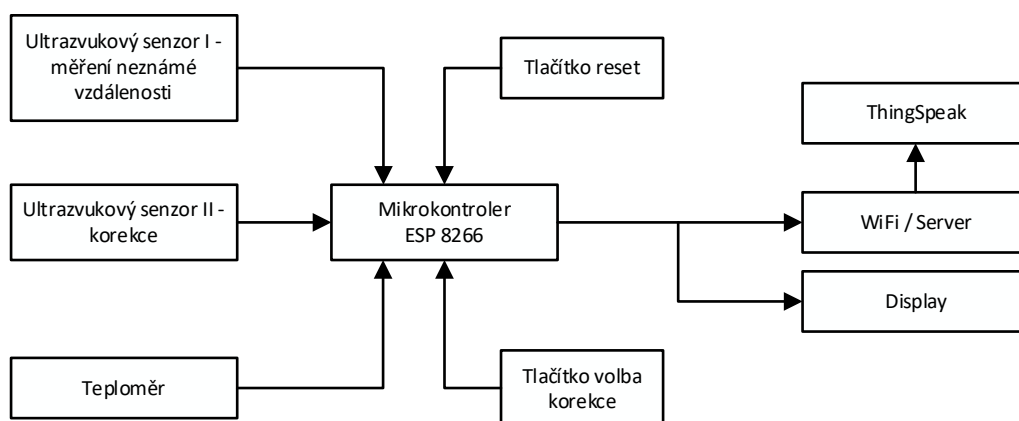 Ultrazvukový senzor I -
měření neznámé
vzdálenosti
Tlačítko reset
ThingSpeak
Ultrazvukový senzor II -
korekce
Mikrokontroler
ESP 8266
WiFi / Server
Display
Teploměr
Tlačítko volba
korekce